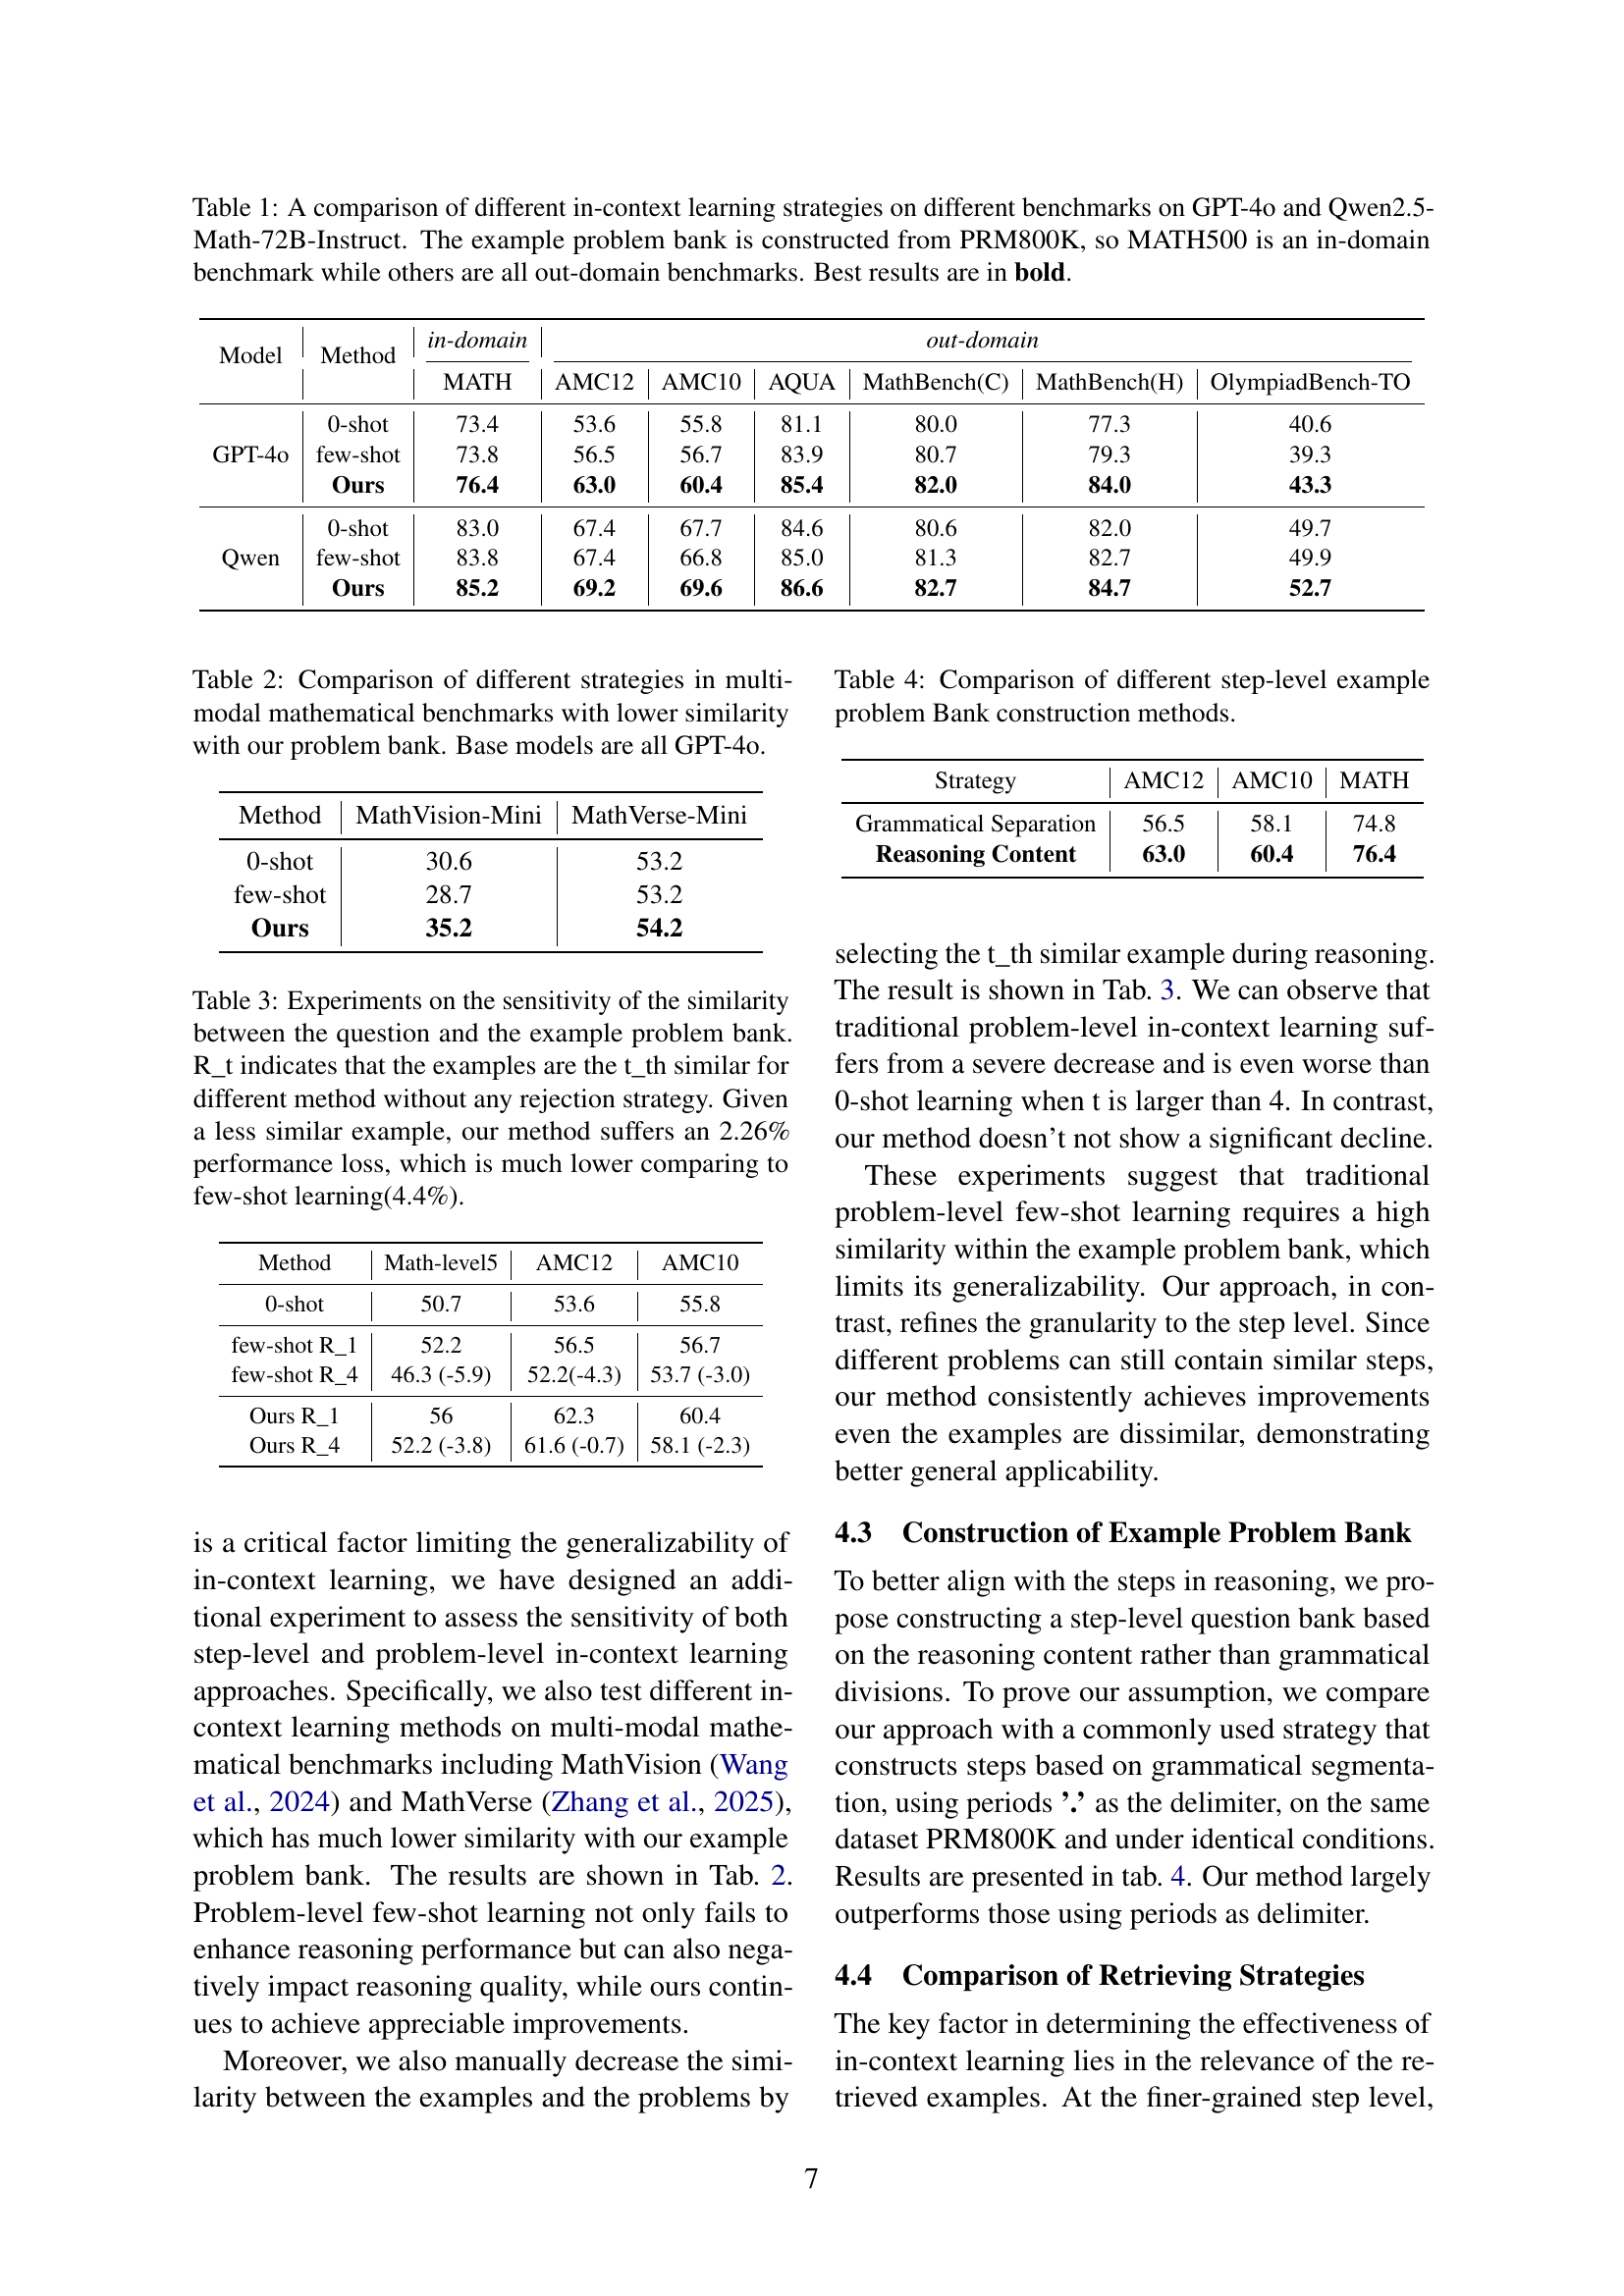 Table 1: A comparison of different in-context learning strategies on different benchmarks on GPT-4o and Qwen2.5-
Math-72B-Instruct. The example problem bank is constructed from PRM800K, so MATH500 is an in-domain
benchmark while others are all out-domain benchmarks. Best results are in bold.
Model Method in-domain out-domain
MATH AMC12 AMC10 AQUA MathBench(C) MathBench(H) OlympiadBench-TO
GPT-4o 0-shot 73.4 53.6 55.8 81.1 80.0 77.3 40.6
few-shot 73.8 56.5 56.7 83.9 80.7 79.3 39.3
Ours 76.4 63.0 60.4 85.4 82.0 84.0 43.3
Qwen 0-shot 83.0 67.4 67.7 84.6 80.6 82.0 49.7
few-shot 83.8 67.4 66.8 85.0 81.3 82.7 49.9
Ours 85.2 69.2 69.6 86.6 82.7 84.7 52.7
Table 2: Comparison of different strategies in multi-
modal mathematical benchmarks with lower similarity
with our problem bank. Base models are all GPT-4o.
Method MathVision-Mini MathVerse-Mini
0-shot 30.6 53.2
few-shot 28.7 53.2
Ours 35.2 54.2
Table 3: Experiments on the sensitivity of the similarity
between the question and the example problem bank.
R_t indicates that the examples are the t_th similar for
different method without any rejection strategy. Given
a less similar example, our method suffers an 2.26%
performance loss, which is much lower comparing to
few-shot learning(4.4%).
Method Math-level5 AMC12 AMC10
0-shot 50.7 53.6 55.8
few-shot R_1 52.2 56.5 56.7
few-shot R_4 46.3 (-5.9) 52.2(-4.3) 53.7 (-3.0)
Ours R_1 56 62.3 60.4
Ours R_4 52.2 (-3.8) 61.6 (-0.7) 58.1 (-2.3)
is a critical factor limiting the generalizability of
in-context learning, we have designed an addi-
tional experiment to assess the sensitivity of both
step-level and problem-level in-context learning
approaches. Specifically, we also test different in-
context learning methods on multi-modal mathe-
matical benchmarks including MathVision (Wang
et al., 2024) and MathVerse (Zhang et al., 2025),
which has much lower similarity with our example
problem bank. The results are shown in Tab. 2.
Problem-level few-shot learning not only fails to
enhance reasoning performance but can also nega-
tively impact reasoning quality, while ours contin-
ues to achieve appreciable improvements.
Moreover, we also manually decrease the simi-
larity between the examples and the problems by
Table 4: Comparison of different step-level example
problem Bank construction methods.
Strategy AMC12 AMC10 MATH
Grammatical Separation 56.5 58.1 74.8
Reasoning Content 63.0 60.4 76.4
selecting the t_th similar example during reasoning.
The result is shown in Tab. 3. We can observe that
traditional problem-level in-context learning suf-
fers from a severe decrease and is even worse than
0-shot learning when t is larger than 4. In contrast,
our method doesn't not show a significant decline.
These experiments suggest that traditional
problem-level few-shot learning requires a high
similarity within the example problem bank, which
limits its generalizability. Our approach, in con-
trast, refines the granularity to the step level. Since
different problems can still contain similar steps,
our method consistently achieves improvements
even the examples are dissimilar, demonstrating
better general applicability.
4.3 Construction of Example Problem Bank
To better align with the steps in reasoning, we pro-
pose constructing a step-level question bank based
on the reasoning content rather than grammatical
divisions. To prove our assumption, we compare
our approach with a commonly used strategy that
constructs steps based on grammatical segmenta-
tion, using periods ’.’ as the delimiter, on the same
dataset PRM800K and under identical conditions.
Results are presented in tab. 4. Our method largely
outperforms those using periods as delimiter.
4.4 Comparison of Retrieving Strategies
The key factor in determining the effectiveness of
in-context learning lies in the relevance of the re-
trieved examples. At the finer-grained step level,
7